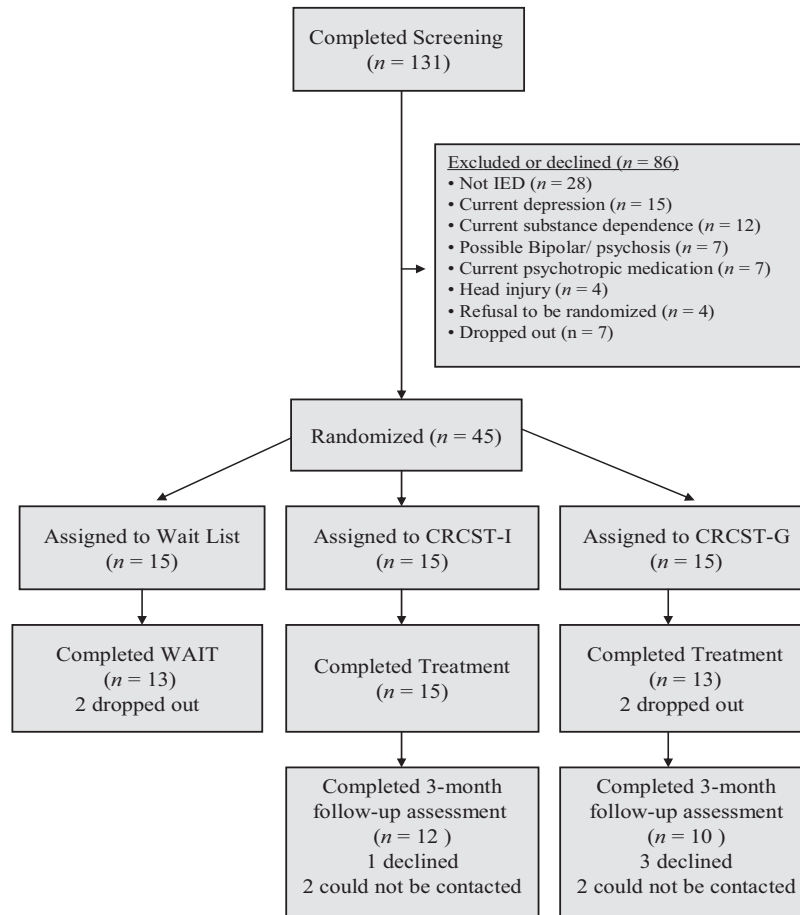 Completed Screening
(n = 131)
Excluded or declined (n = 86)
• Not IED (n = 28)
• Current depression (n = 15)
• Current substance dependence (n = 12)
• Possible Bipolar/ psychosis (n = 7)
• Current psychotropic medication (n = 7)
• Head injury (n = 4)
• Refusal to be randomized (n = 4)
• Dropped out (n = 7)
Randomized (n = 45)
Assigned to Wait List
(n = 15)
Assigned to CRCST-I
(n = 15)
Assigned to CRCST-G
(n = 15)
Completed WAIT
(n = 13)
2 dropped out
Completed Treatment
(n = 15)
Completed Treatment
(n = 13)
2 dropped out
Completed 3-month
follow-up assessment
(n = 12 )
1 declined
2 could not be contacted
Completed 3-month
follow-up assessment
(n = 10 )
3 declined
2 could not be contacted